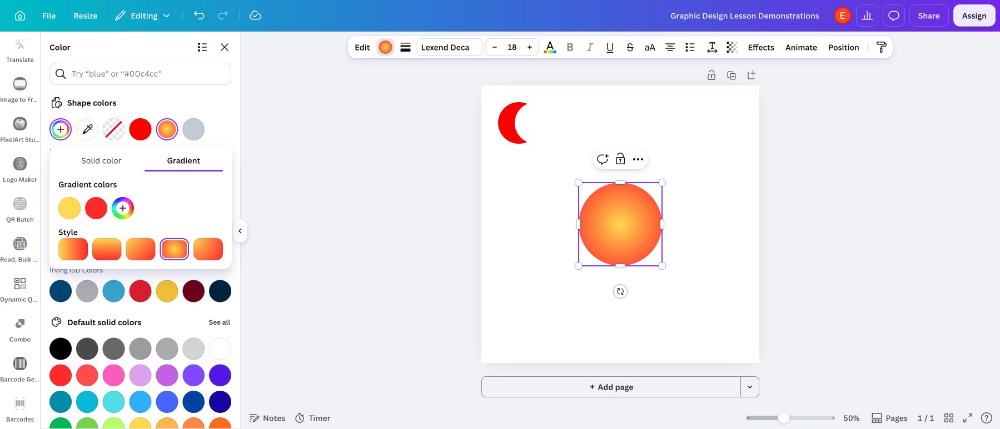 File
Resize
Editing
Graphic Design Lesson Demonstrations
E
Share
Assign
Translate
Image to Fr...
PixelArt Stu...
Logo Maker
QR Batch
Read, Bulk ...
Dynamic Q...
Combo
Barcode Ge...
Barcodes
Color
Try “blue” or “#00c4cc”
Shape colors
Solid color
Gradient
Gradient colors
Style
Irving ISD Colors
Default solid colors
See all
Edit
Lexend Deca
– 18 +
A
B
I
U
S
aA
T
Effects
Animate
Position
+ Add page
Notes
Timer
50%
Pages
1 / 1
?